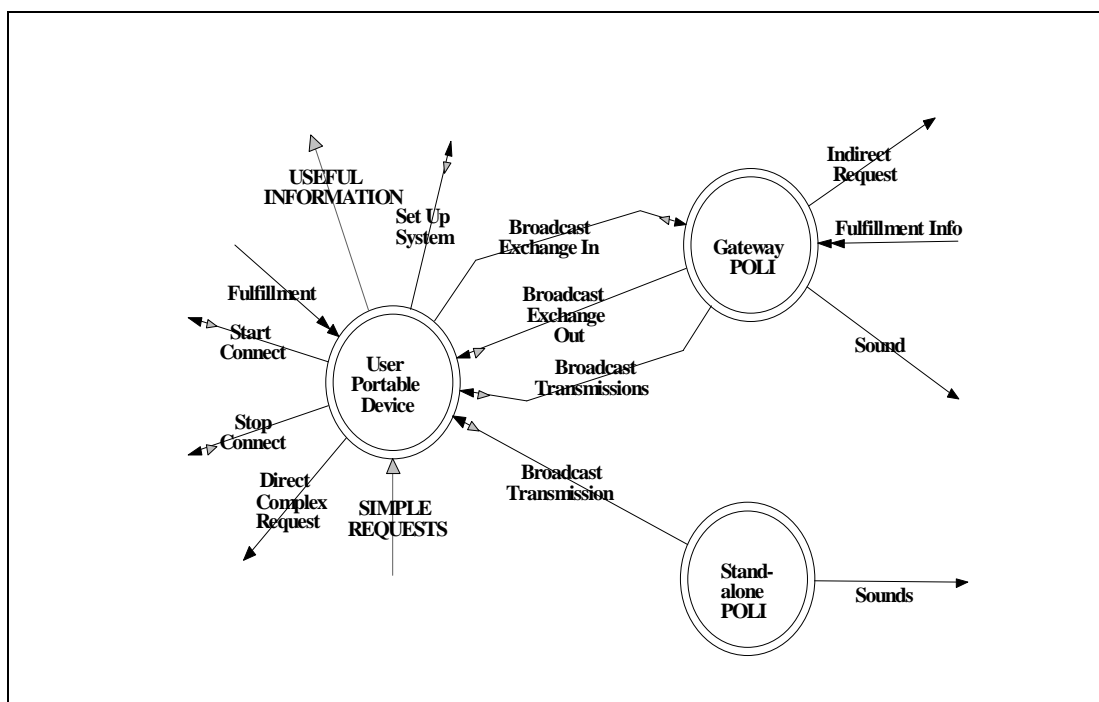 USEFUL
INFORMATION
Set Up
System
Fulfillment
Start
Connect
Stop
Connect
Direct
Complex
Request
SIMPLE
REQUESTS
User
Portable
Device
Broadcast
Exchange In
Broadcast
Exchange
Out
Broadcast
Transmissions
Broadcast
Transmission
Gateway
POLI
Indirect
Request
Fulfillment Info
Sound
Stand-
alone
POLI
Sounds